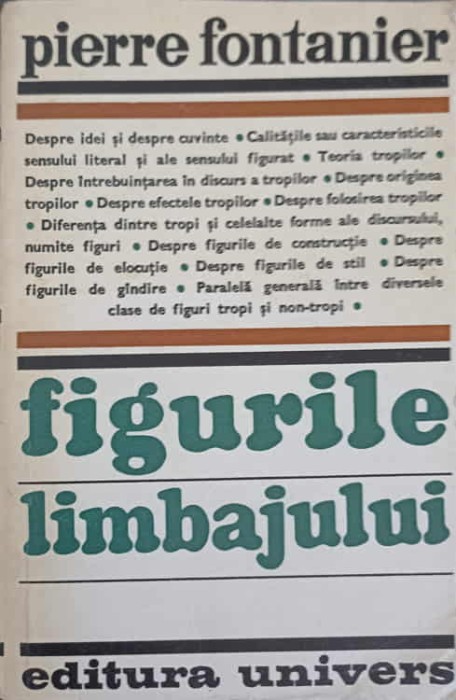 pierre fontanier
Despre idei și despre cuvinte • Calitățile sau caracteristicile
sensului literal și ale sensului figurat • Teoria tropilor •
Despre întrebuințarea în discurs a tropilor • Despre originea
tropilor • Despre efectele tropilor • Despre folosirea tropilor
• Diferența dintre tropi și celelalte forme ale discursului,
numite figuri • Despre figurile de construcție • Despre
figurile de elocuție • Despre figurile de stil • Despre
figurile de gîndire • Paralelă generală între diversele
clase de figuri tropi și non-tropi •
figurile
limbajului
editura univers